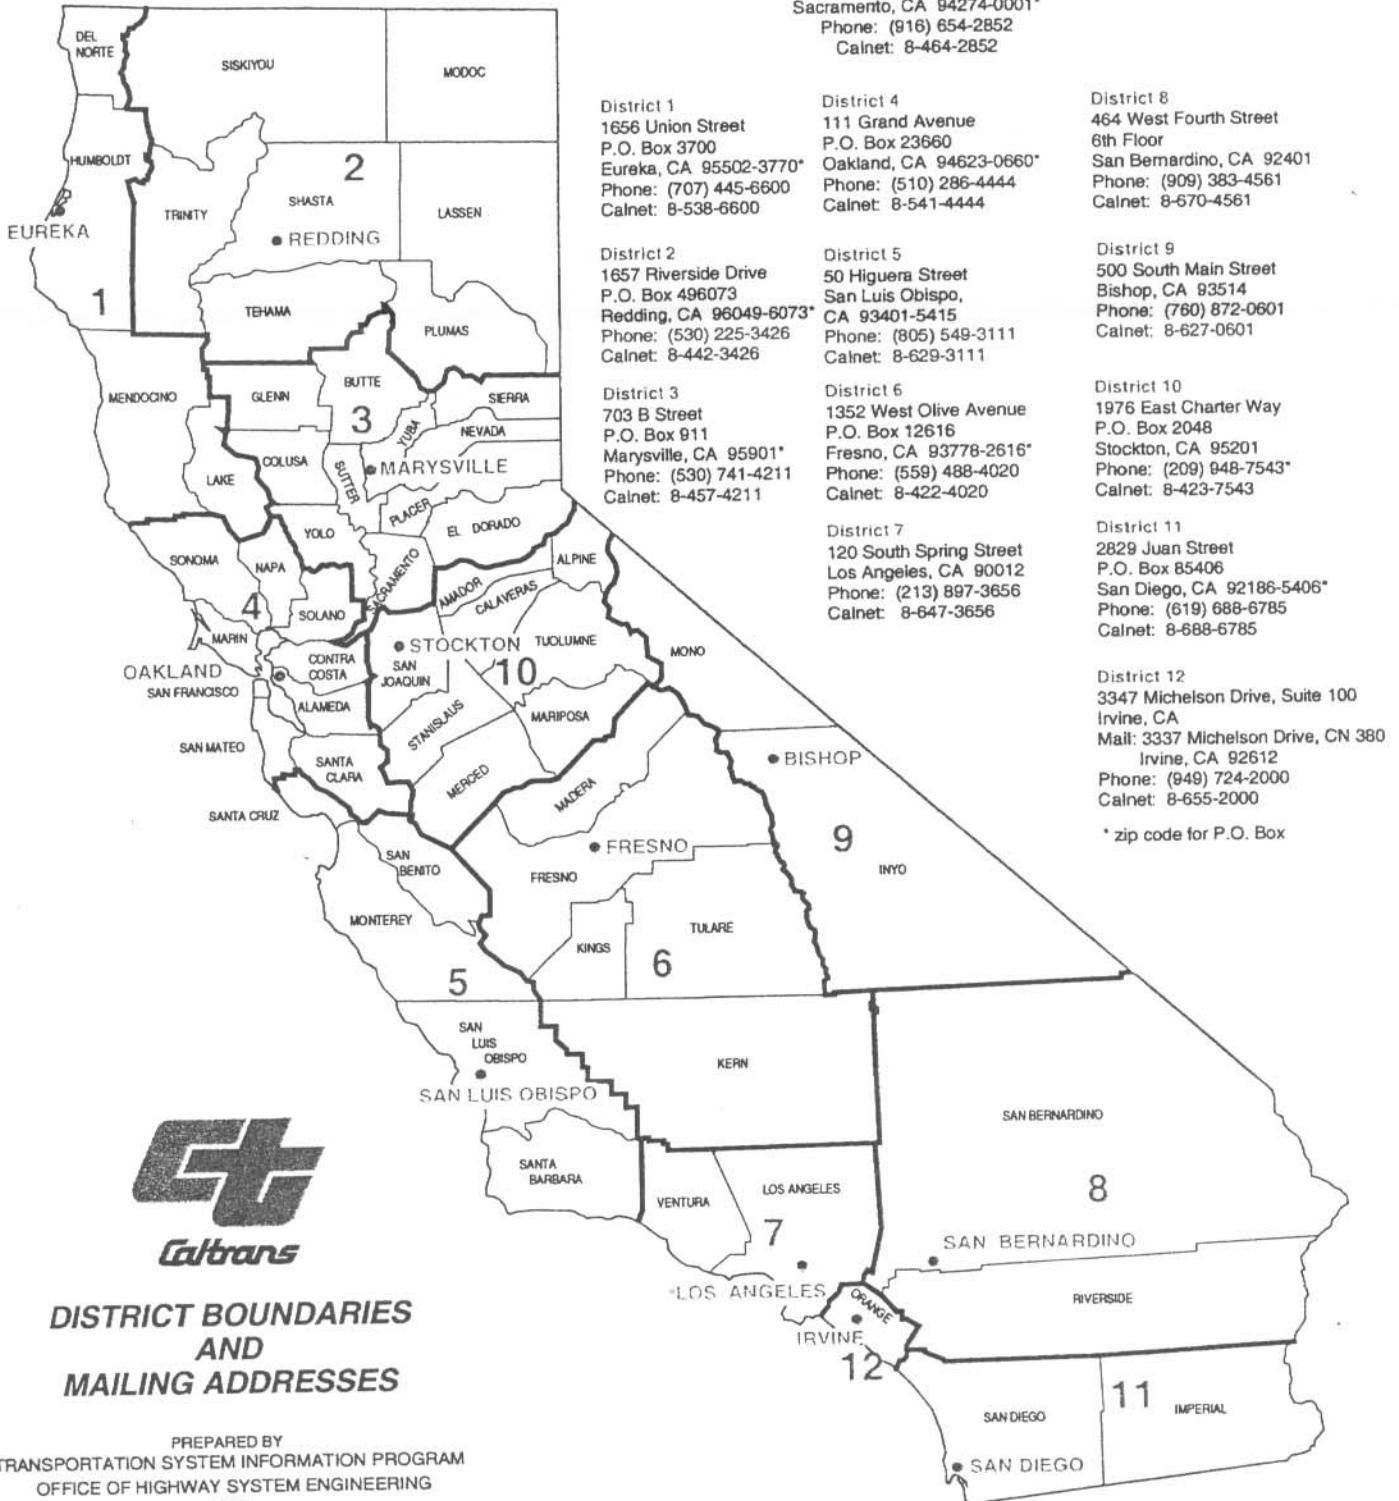 Sacramento, CA 94274-0001*
Phone: (916) 654-2852
Calnet: 8-464-2852
District 1
1656 Union Street
P.O. Box 3700
Eureka, CA 95502-3770*
Phone: (707) 445-6600
Calnet: 8-538-6600
District 2
1657 Riverside Drive
P.O. Box 496073
Redding, CA 96049-6073*
Phone: (530) 225-3426
Calnet: 8-442-3426
District 3
703 B Street
P.O. Box 911
Marysville, CA 95901*
Phone: (530) 741-4211
Calnet: 8-457-4211
District 4
111 Grand Avenue
P.O. Box 23660
Oakland, CA 94623-0660*
Phone: (510) 286-4444
Calnet: 8-541-4444
District 5
50 Higuera Street
San Luis Obispo,
CA 93401-5415
Phone: (805) 549-3111
Calnet: 8-629-3111
District 6
1352 West Olive Avenue
P.O. Box 12616
Fresno, CA 93778-2616*
Phone: (559) 488-4020
Calnet: 8-422-4020
District 7
120 South Spring Street
Los Angeles, CA 90012
Phone: (213) 897-3656
Calnet: 8-647-3656
District 8
464 West Fourth Street
6th Floor
San Bernardino, CA 92401
Phone: (909) 383-4561
Calnet: 8-670-4561
District 9
500 South Main Street
Bishop, CA 93514
Phone: (760) 872-0601
Calnet: 8-627-0601
District 10
1976 East Charter Way
P.O. Box 2048
Stockton, CA 95201
Phone: (209) 948-7543*
Calnet: 8-423-7543
District 11
2829 Juan Street
P.O. Box 85406
San Diego, CA 92186-5406*
Phone: (619) 688-6785
Calnet: 8-688-6785
District 12
3347 Michelson Drive, Suite 100
Irvine, CA
Mail: 3337 Michelson Drive, CN 380
Irvine, CA 92612
Phone: (949) 724-2000
Calnet: 8-655-2000
* zip code for P.O. Box
DEL
NORTE
SISKIYOU
MODOC
HUMBOLDT
2
TRINITY
SHASTA
LASSEN
EUREKA
REDDING
1
TEHAMA
PLUMAS
MENDOCINO
GLENN
BUTTE
3
YUBA
SIERRA
NEVADA
LAKE
COLUSA
SUTTER
MARYSVILLE
PLACER
EL DORADO
YOLO
SONOMA
NAPA
SACRAMENTO
ALPINE
AMADOR
CALAVERAS
4
SOLANO
MARIN
STOCKTON
TUOLUMNE
MONO
OAKLAND
CONTRA
COSTA
SAN
JOAQUIN
10
SAN FRANCISCO
ALAMEDA
STANISLAUS
MARIPOSA
SAN MATEO
SANTA
CLARA
MERCED
MADERA
BISHOP
SANTA CRUZ
SAN
BENITO
FRESNO
FRESNO
9
INYO
MONTEREY
KINGS
TULARE
6
5
SAN
LUIS
OBISPO
KERN
SAN LUIS OBISPO
SAN BERNARDINO
SANTA
BARBARA
VENTURA
LOS ANGELES
7
8
SAN BERNARDINO
LOS ANGELES
ORANGE
RIVERSIDE
IRVINE
12
SAN DIEGO
11
IMPERIAL
SAN DIEGO
Caltrans
DISTRICT BOUNDARIES
AND
MAILING ADDRESSES
PREPARED BY
TRANSPORTATION SYSTEM INFORMATION PROGRAM
OFFICE OF HIGHWAY SYSTEM ENGINEERING